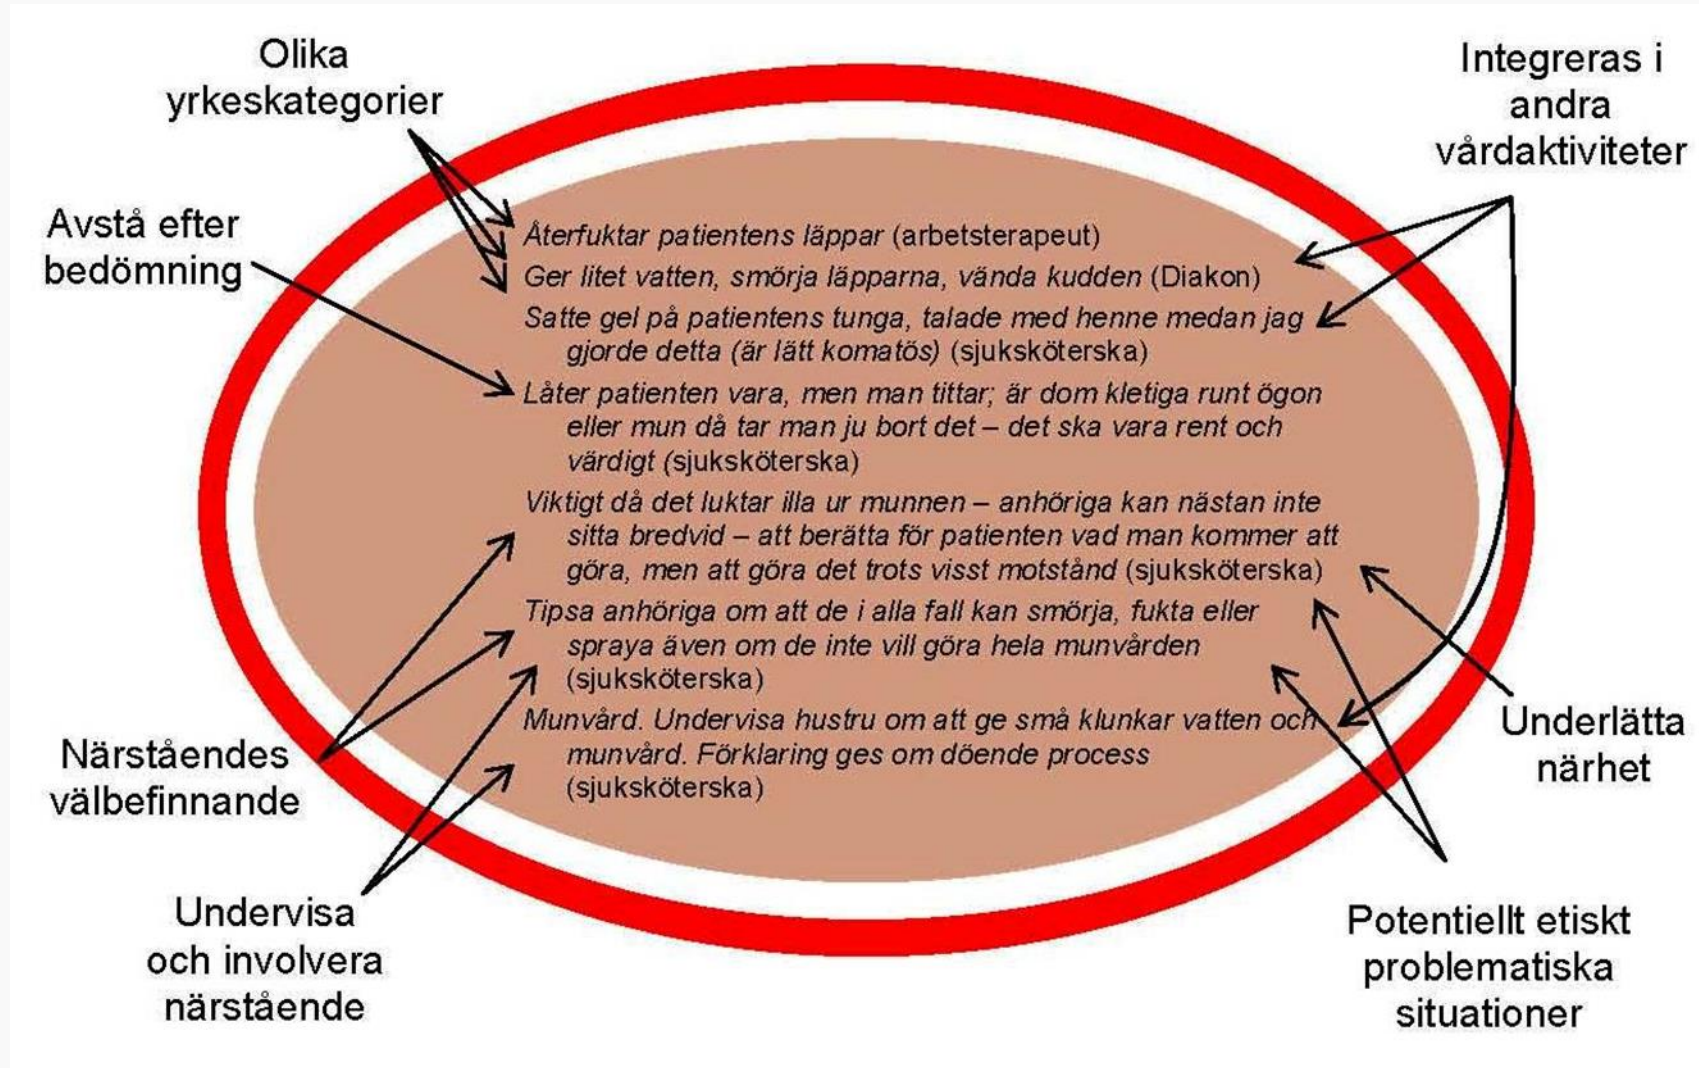 Olika
yrkeskategorier
Integreras i
andra
vårdaktiviteter
Avstå efter
bedömning
Återfuktar patientens läppar (arbetsterapeut)
Ger litet vatten, smörja läpparna, vända kudden (Diakon)
Satte gel på patientens tunga, talade med henne medan jag
gjorde detta (är lätt komatös) (sjuksköterska)
Låter patienten vara, men man tittar; är dom kletiga runt ögon
eller mun då tar man ju bort det – det ska vara rent och
värdigt (sjuksköterska)
Viktigt då det luktar illa ur munnen – anhöriga kan nästan inte
sitta bredvid – att berätta för patienten vad man kommer att
göra, men att göra det trots visst motstånd (sjuksköterska)
Tipsa anhöriga om att de i alla fall kan smörja, fukta eller
spraya även om de inte vill göra hela munvården
(sjuksköterska)
Munvård. Undervisa hustru om att ge små klunkar vatten och
munvård. Förklaring ges om döende process
(sjuksköterska)
Närståendes
välbefinnande
Underlätta
närhet
Undervisa
och involvera
närstående
Potentiellt etiskt
problematiska
situationer